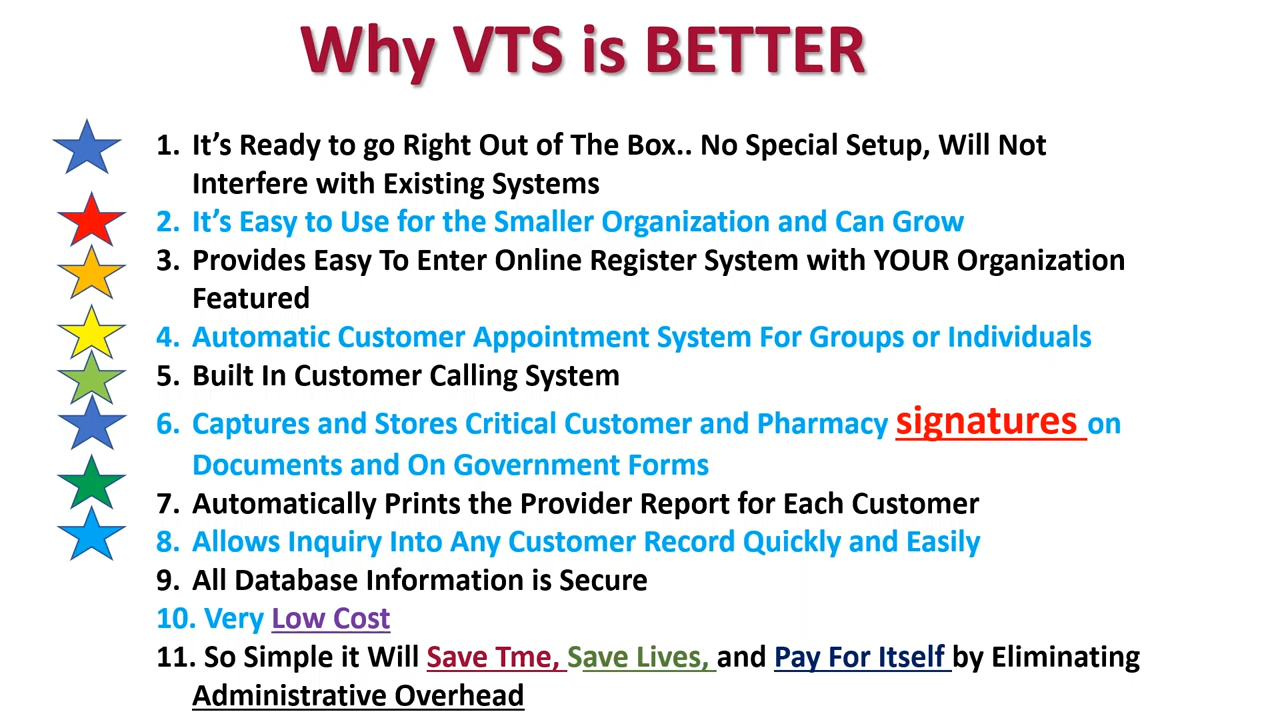 Why VTS is BETTER
1. It's Ready to go Right Out of The Box.. No Special Setup, Will Not
Interfere with Existing Systems
2. It's Easy to Use for the Smaller Organization and Can Grow
3. Provides Easy To Enter Online Register System with YOUR Organization
Featured
4. Automatic Customer Appointment System For Groups or Individuals
5. Built In Customer Calling System
6. Captures and Stores Critical Customer and Pharmacy signatures on
Documents and On Government Forms
7. Automatically Prints the Provider Report for Each Customer
8. Allows Inquiry Into Any Customer Record Quickly and Easily
9. All Database Information is Secure
10. Very Low Cost
11. So Simple it Will Save Tme, Save Lives, and Pay For Itself by Eliminating
Administrative Overhead